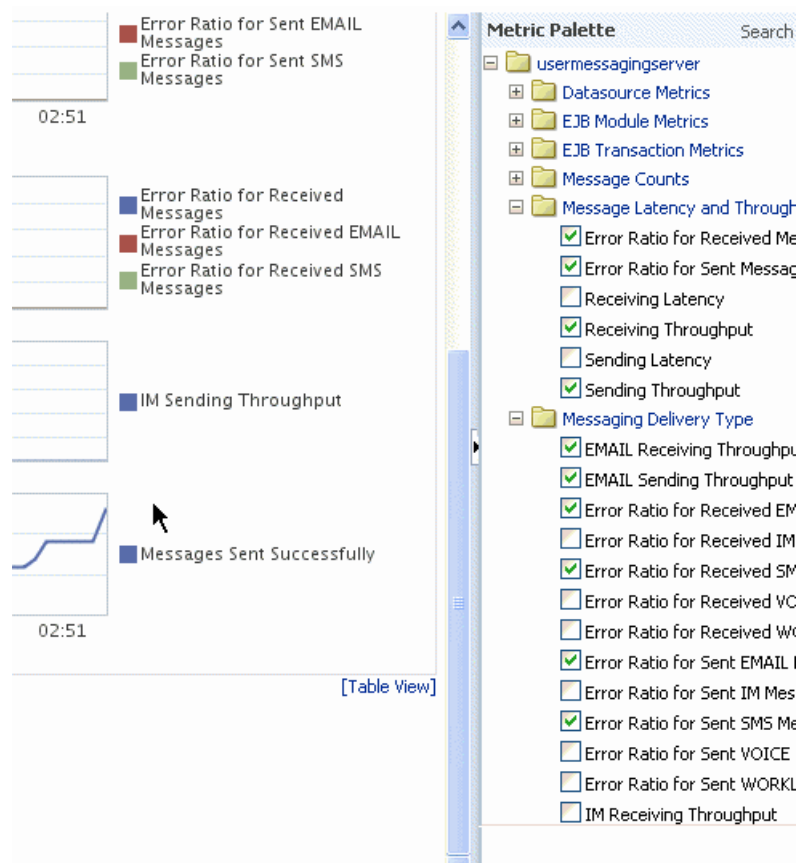 Error Ratio for Sent EMAIL
Messages
Error Ratio for Sent SMS
Messages
02:51
Error Ratio for Received
Messages
Error Ratio for Received EMAIL
Messages
Error Ratio for Received SMS
Messages
IM Sending Throughput
Messages Sent Successfully
02:51
[Table View]
Metric Palette
Search
usermessagingserver
Datasource Metrics
EJB Module Metrics
EJB Transaction Metrics
Message Counts
Message Latency and Through
Error Ratio for Received Me
Error Ratio for Sent Messag
Receiving Latency
Receiving Throughput
Sending Latency
Sending Throughput
Messaging Delivery Type
EMAIL Receiving Throughpu
EMAIL Sending Throughput
Error Ratio for Received EM
Error Ratio for Received IM
Error Ratio for Received SM
Error Ratio for Received VO
Error Ratio for Received WO
Error Ratio for Sent EMAIL
Error Ratio for Sent IM Mes
Error Ratio for Sent SMS Me
Error Ratio for Sent VOICE
Error Ratio for Sent WORKL
IM Receiving Throughput